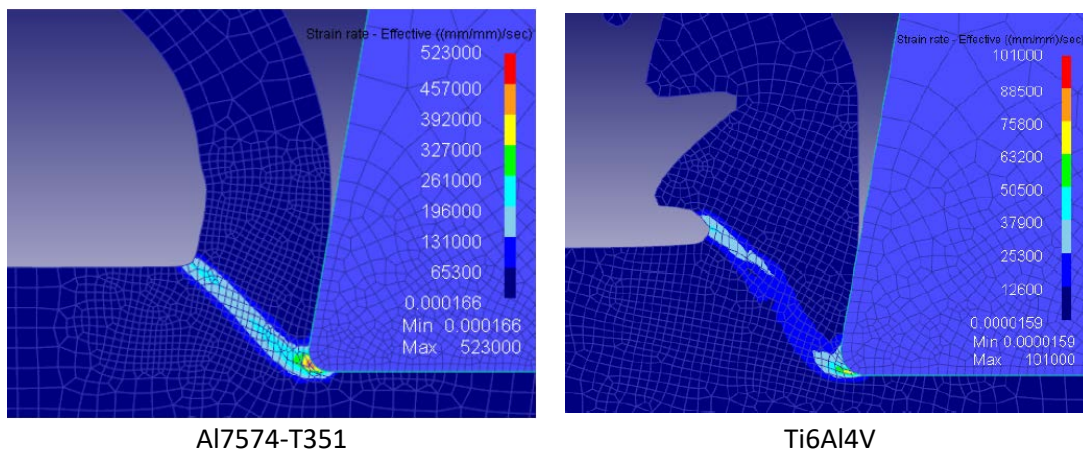 Strain rate - Effective ((mm/mm)/sec)
523000
457000
392000
327000
261000
196000
131000
65300
0.000166
Min 0.000166
Max 523000
Al7574-T351
Strain rate - Effective ((mm/mm)/sec)
101000
88500
75800
63200
50500
37900
25300
12600
0.0000159
Min 0.0000159
Max 101000
Ti6Al4V